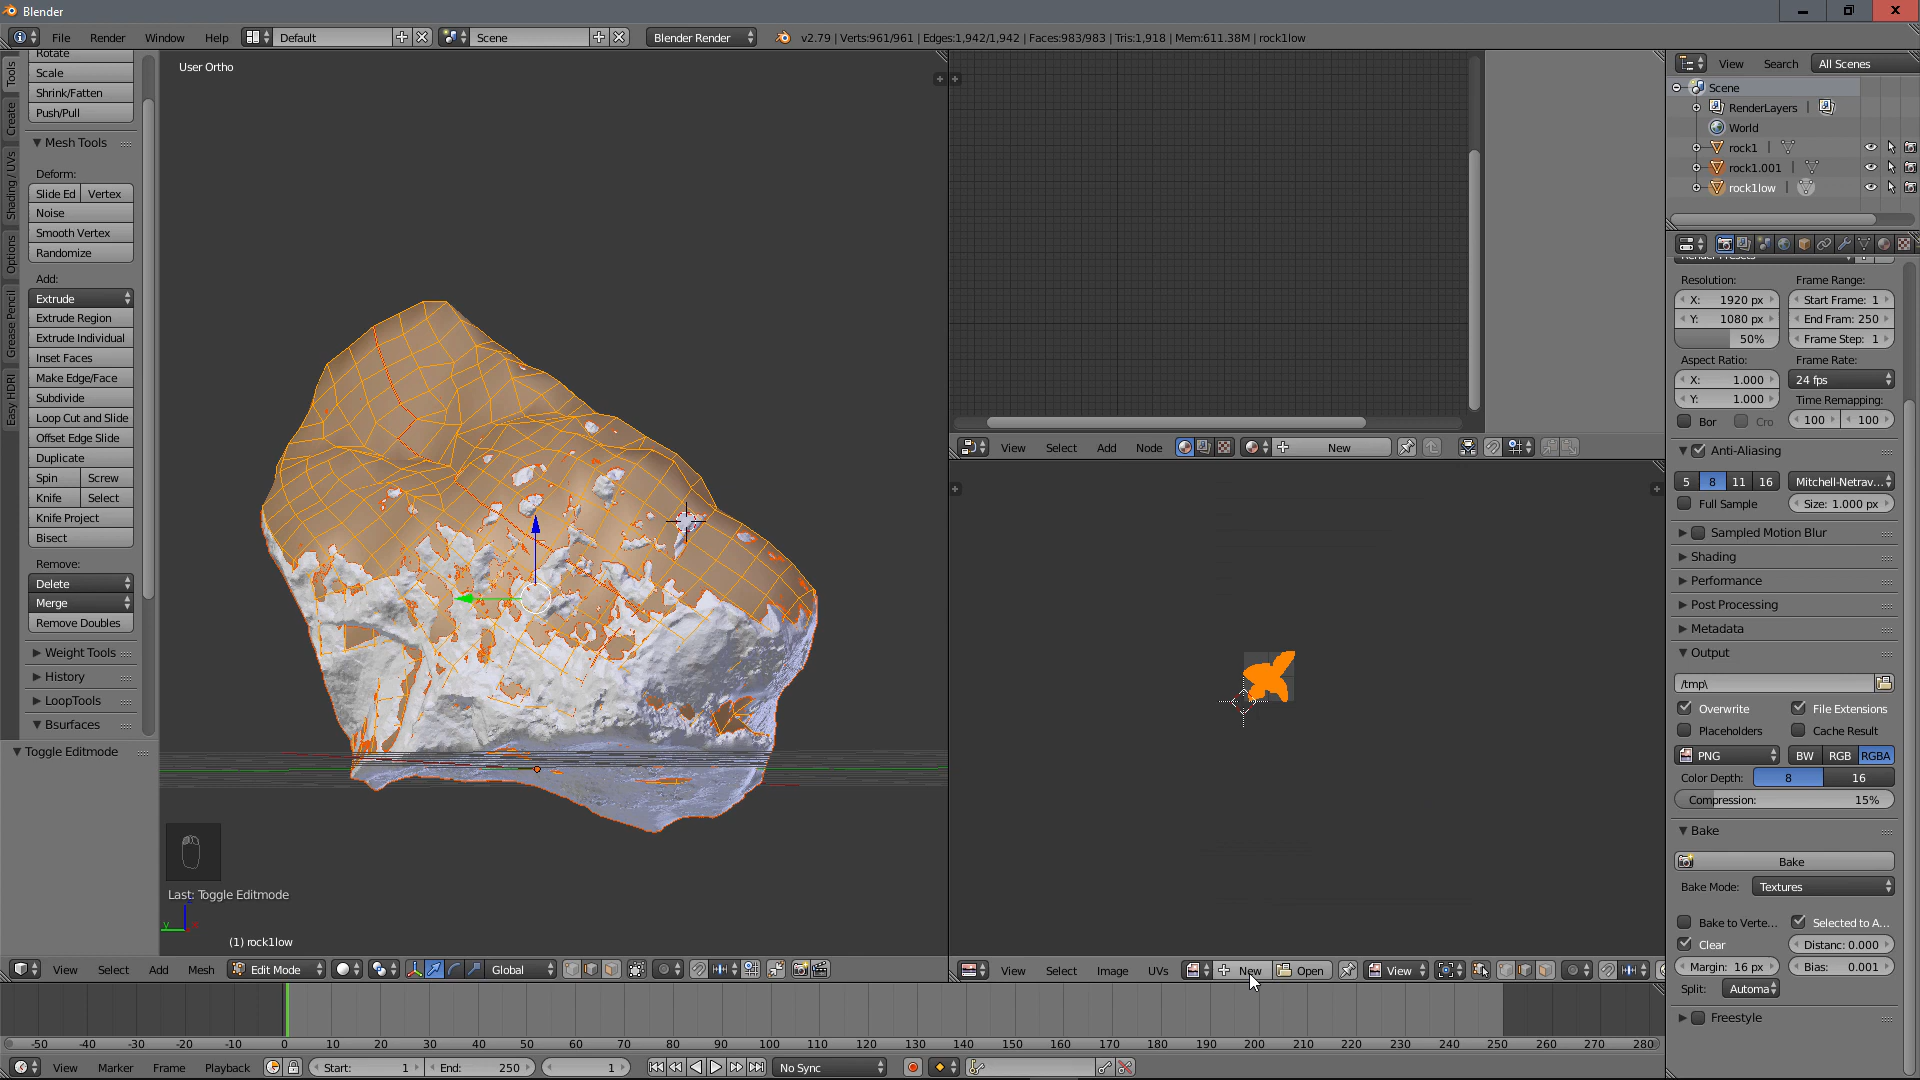 Blender
File Render Window Help Default Scene Blender Render v2.79 | Verts:961/961 | Edges:1,942/1,942 | Faces:983/983 | Tris:1,918 | Mem:611.38M | rock1low
Tools
Create
Shading / UVs
Options
Grease Pencil
Easy HDRI
Rotate
Scale
Shrink/Fatten
Push/Pull
Mesh Tools
Deform:
Slide Ed Vertex
Noise
Smooth Vertex
Randomize
Add:
Extrude
Extrude Region
Extrude Individual
Inset Faces
Make Edge/Face
Subdivide
Loop Cut and Slide
Offset Edge Slide
Duplicate
Spin Screw
Knife Select
Knife Project
Bisect
Remove:
Delete
Merge
Remove Doubles
Weight Tools
History
LoopTools
Bsurfaces
Toggle Editmode
User Ortho
Last: Toggle Editmode
z
y x
(1) rock1low
View Select Add Mesh Edit Mode Global
View Select Add Node New
View Select Image UVs New Open View
View Search All Scenes
Scene
RenderLayers |
World
rock1 |
rock1.001 |
rock1low |
Render Presets
Resolution: Frame Range:
X: 1920 px Start Frame: 1
Y: 1080 px End Fram: 250
50% Frame Step: 1
Aspect Ratio: Frame Rate:
X: 1.000 24 fps
Y: 1.000 Time Remapping:
Bor Cro 100 100
Anti-Aliasing
5 8 11 16 Mitchell-Netrav...
Full Sample Size: 1.000 px
Sampled Motion Blur
Shading
Performance
Post Processing
Metadata
Output
/tmp\
Overwrite File Extensions
Placeholders Cache Result
PNG BW RGB RGBA
Color Depth: 8 16
Compression: 15%
Bake
Bake
Bake Mode: Textures
Bake to Verte... Selected to A...
Clear Distanc: 0.000
Margin: 16 px Bias: 0.001
Split: Automa
Freestyle
-50 -40 -30 -20 -10 0 10 20 30 40 50 60 70 80 90 100 110 120 130 140 150 160 170 180 190 200 210 220 230 240 250 260 270 280
View Marker Frame Playback Start: 1 End: 250 1 No Sync